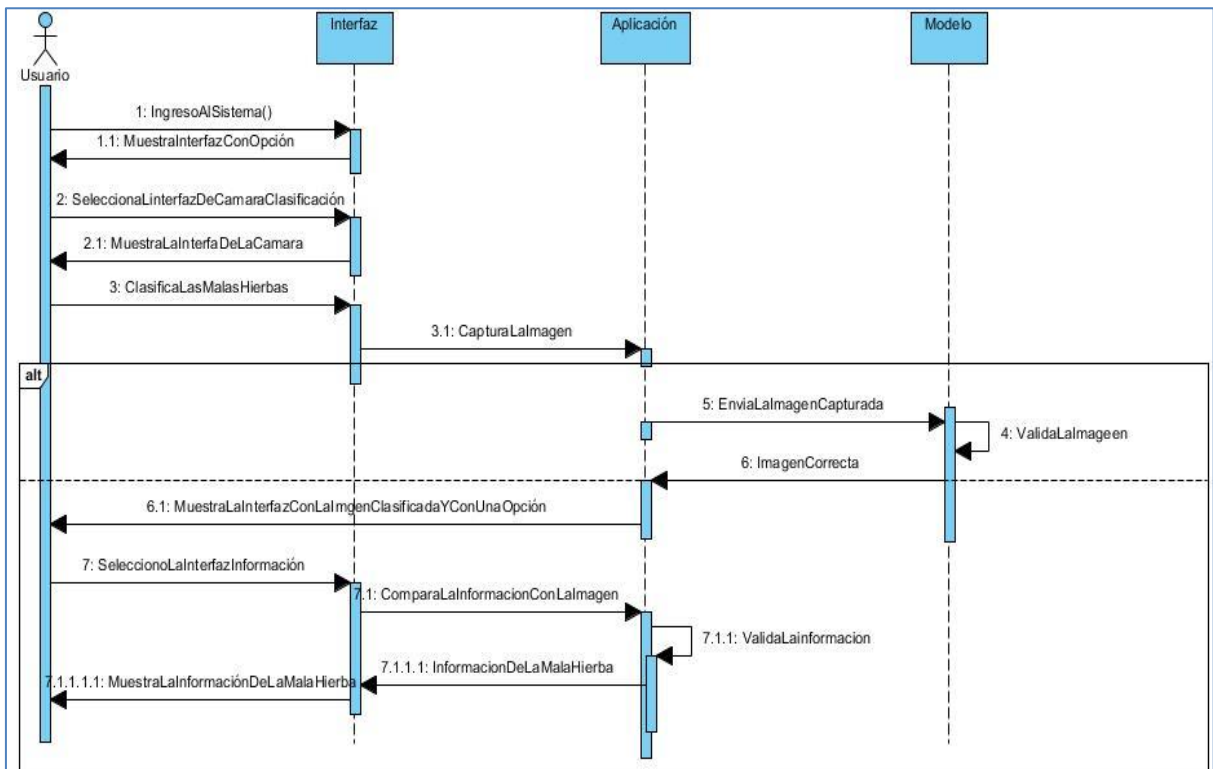 Interfaz
Aplicación
Modelo
Usuario
1: IngresoAlSistema()
1.1: MuestraInterfazConOpción
2: SeleccionaLinterfazDeCamaraClasificación
2.1: MuestraLaInterfaDeLaCamara
3: ClasificaLasMalasHierbas
3.1: CapturaLaImagen
alt
5: EnviaLaImagenCapturada
4: ValidaLaImageen
6: ImagenCorrecta
6.1: MuestraLaInterfazConLaImgenClasificadaYConUnaOpción
7: SeleccionoLaInterfazInformación
7.1: ComparaLaInformacionConLaImagen
7.1.1: ValidaLainformacion
7.1.1.1: InformacionDeLaMalaHierba
7.1.1.1.1: MuestraLaInformaciónDeLaMalaHierba